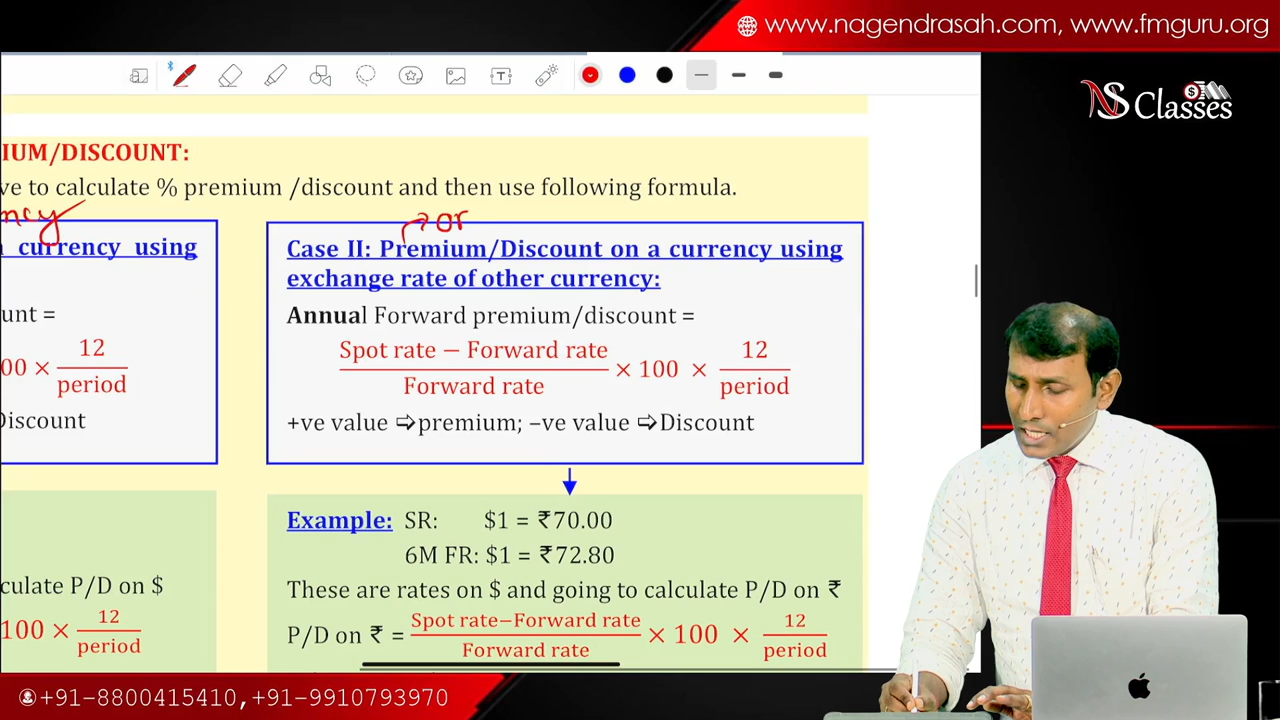 www.nagendrasah.com, www.fmguru.org
NS Classes
IUM/DISCOUNT:
ve to calculate % premium /discount and then use following formula.
ncy
currency using
unt =
00 × 12/period
Discount
culate P/D on $
100 × 12/period
or
Case II: Premium/Discount on a currency using
exchange rate of other currency:
Annual Forward premium/discount =
Spot rate − Forward rate/Forward rate × 100 × 12/period
+ve value ⇨premium; –ve value ⇨Discount
Example: SR: $1 = ₹70.00
6M FR: $1 = ₹72.80
These are rates on $ and going to calculate P/D on ₹
P/D on ₹ = Spot rate−Forward rate/Forward rate × 100 × 12/period
+91-8800415410,+91-9910793970